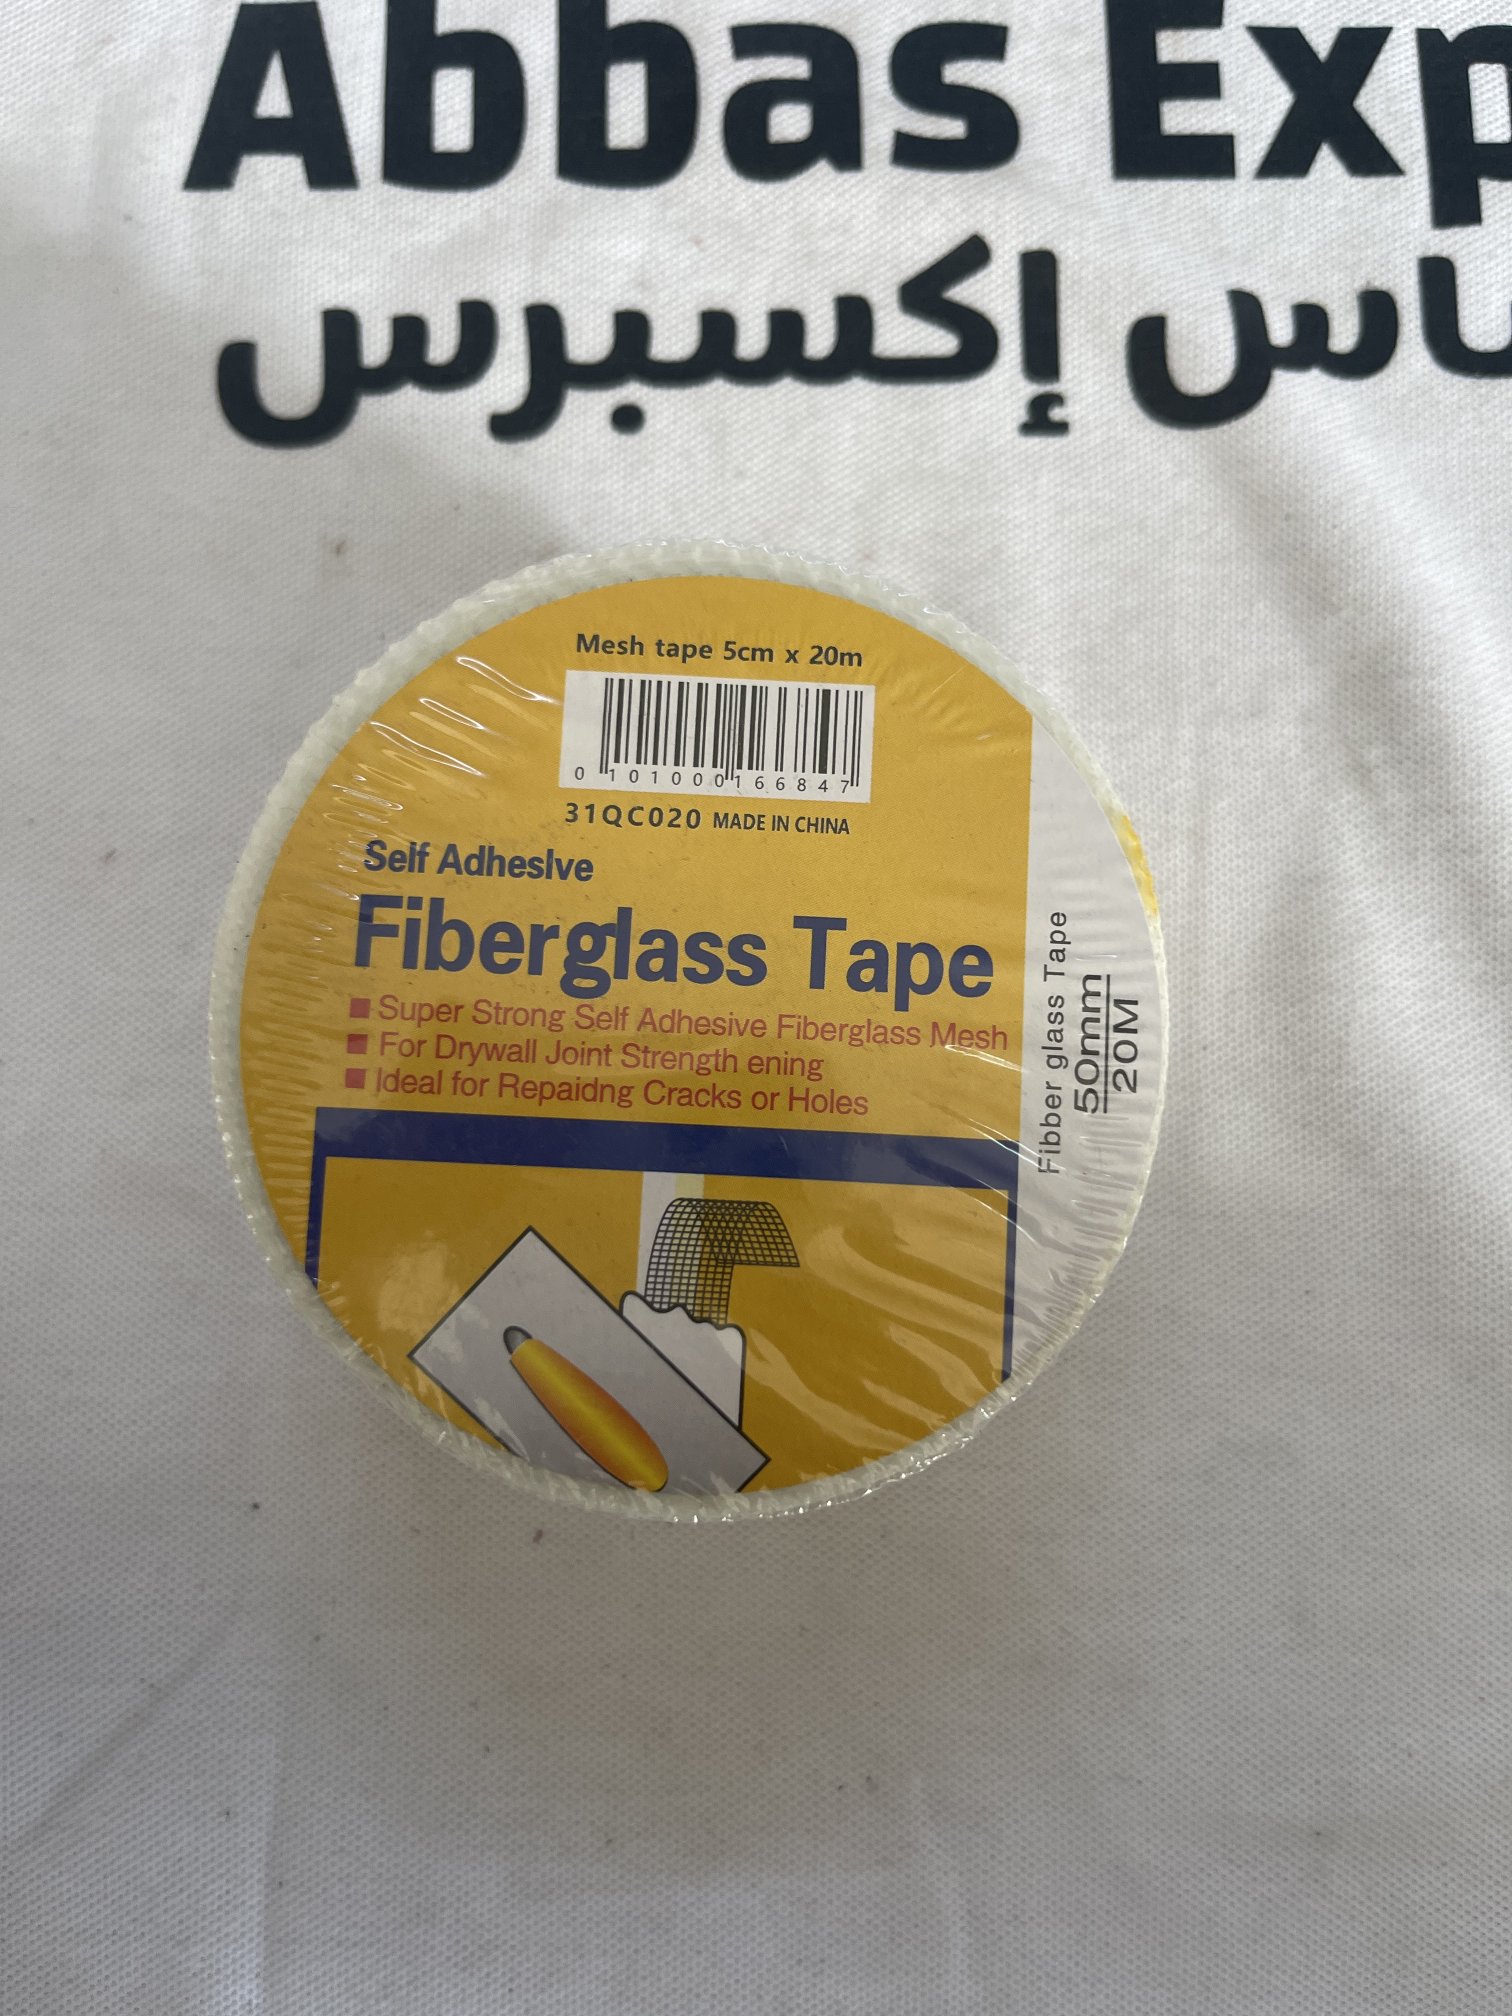 Abbas Exp
اس إكسبرس
Mesh tape 5cm x 20m
0 101000 166847
31QC020 MADE IN CHINA
Self Adhesive
Fiberglass Tape
Super Strong Self Adhesive Fiberglass Mesh
For Drywall Joint Strength ening
Ideal for Repaidng Cracks or Holes
Fibber glass Tape
50mm
20M